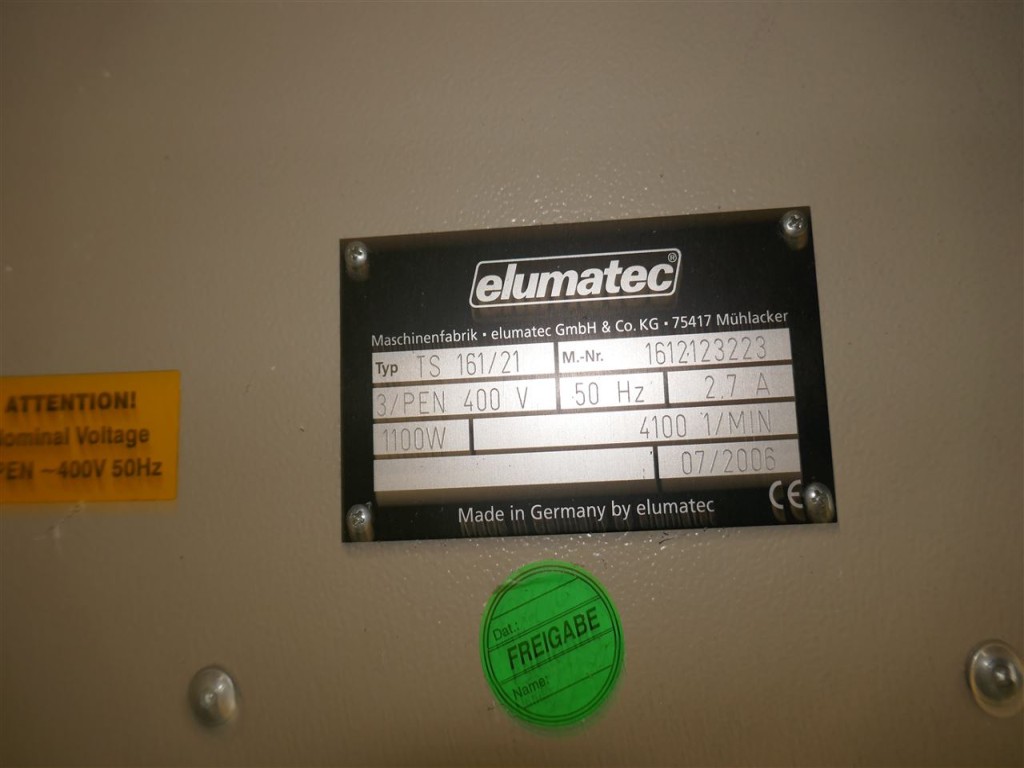 elumatec®
Maschinenfabrik • elumatec GmbH & Co. KG • 75417 Mühlacker
Typ TS 161/21 M.-Nr. 1612123223
3/PEN 400 V 50 Hz 2.7 A
1100W 4100 1/MIN
07/2006
Made in Germany by elumatec CE
ATTENTION!
Nominal Voltage
PEN ~400V 50Hz
Dat.:
FREIGABE
Name: